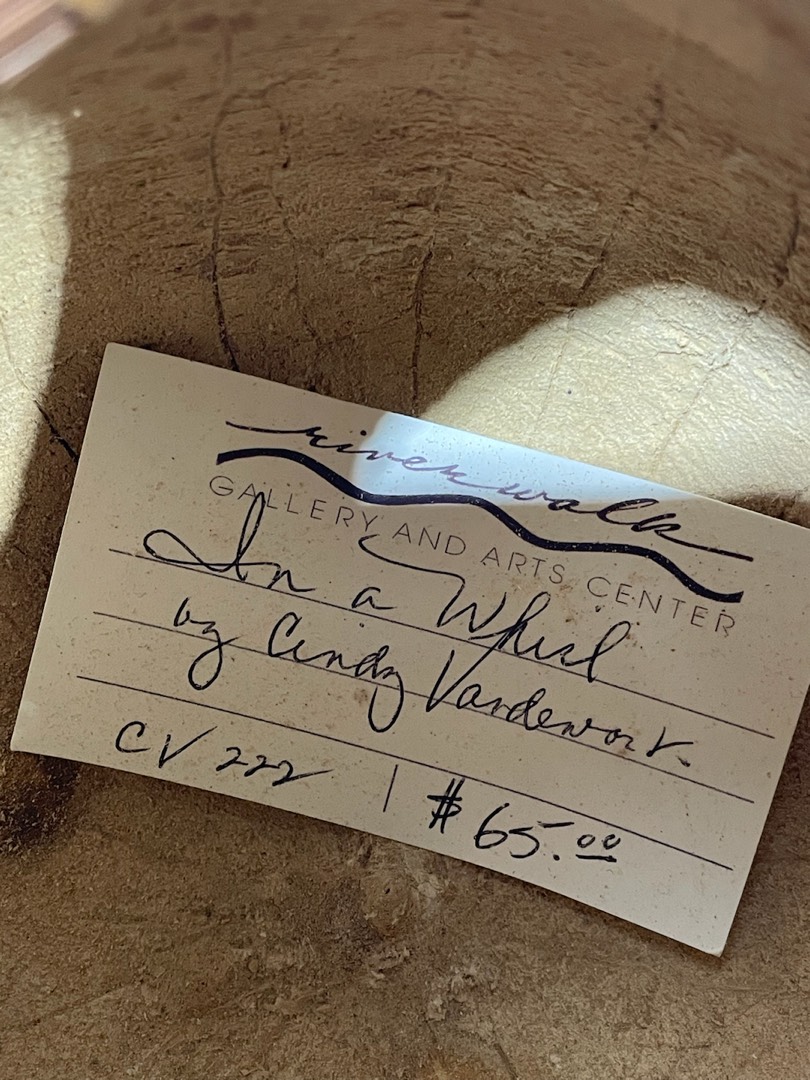 riverwalk
GALLERY AND ARTS CENTER
In a Whirl
by Cindy Vandewort.
CV 222 | $65.00